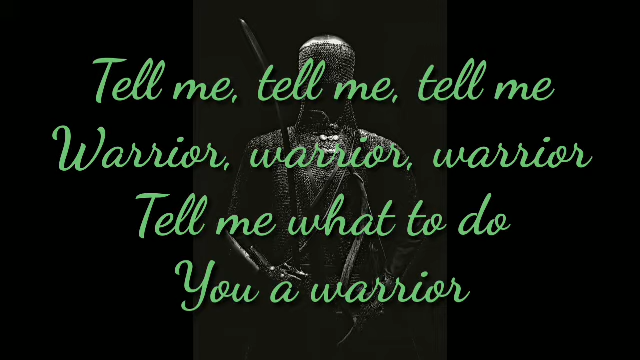 Tell me, tell me, tell me
Warrior, warrior, warrior
Tell me what to do
You a warrior